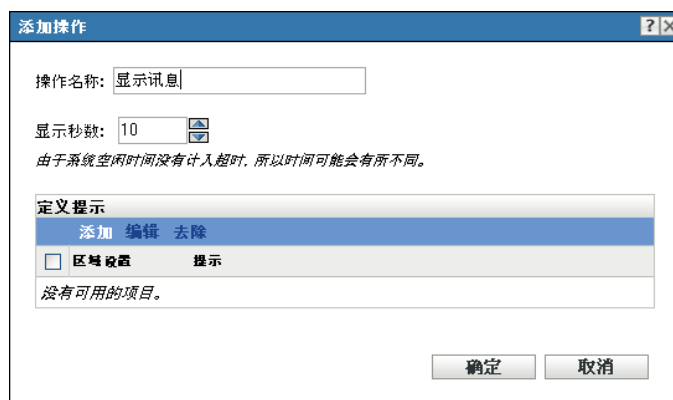 添加操作
操作名称: 显示讯息
显示秒数: 10
由于系统空闲时间没有计入超时, 所以时间可能会有所不同。
定义提示
添加 编辑 去除
区域设置 提示
没有可用的项目。
确定 取消